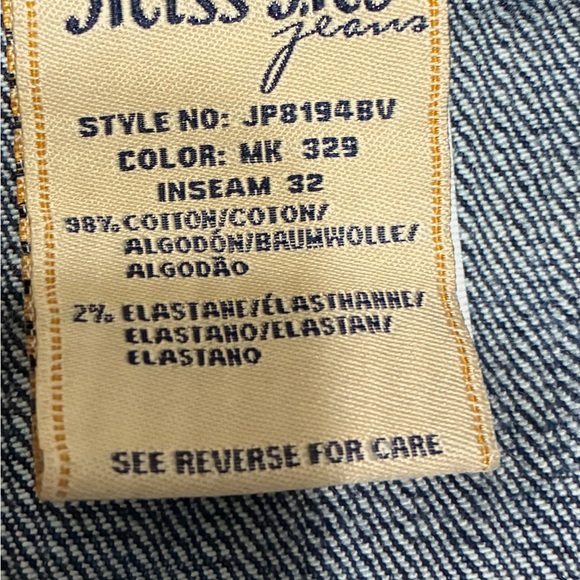 jeans
STYLE NO: JP8194BV
COLOR: MK 329
INSEAM 32
98% COTTON/COTON/
ALGODÓN/BAUMWOLLE/
ALGODÃO
2% ELASTANE/ÉLASTHANNE/
ELASTANO/ELASTAN/
ELASTANO
SEE REVERSE FOR CARE